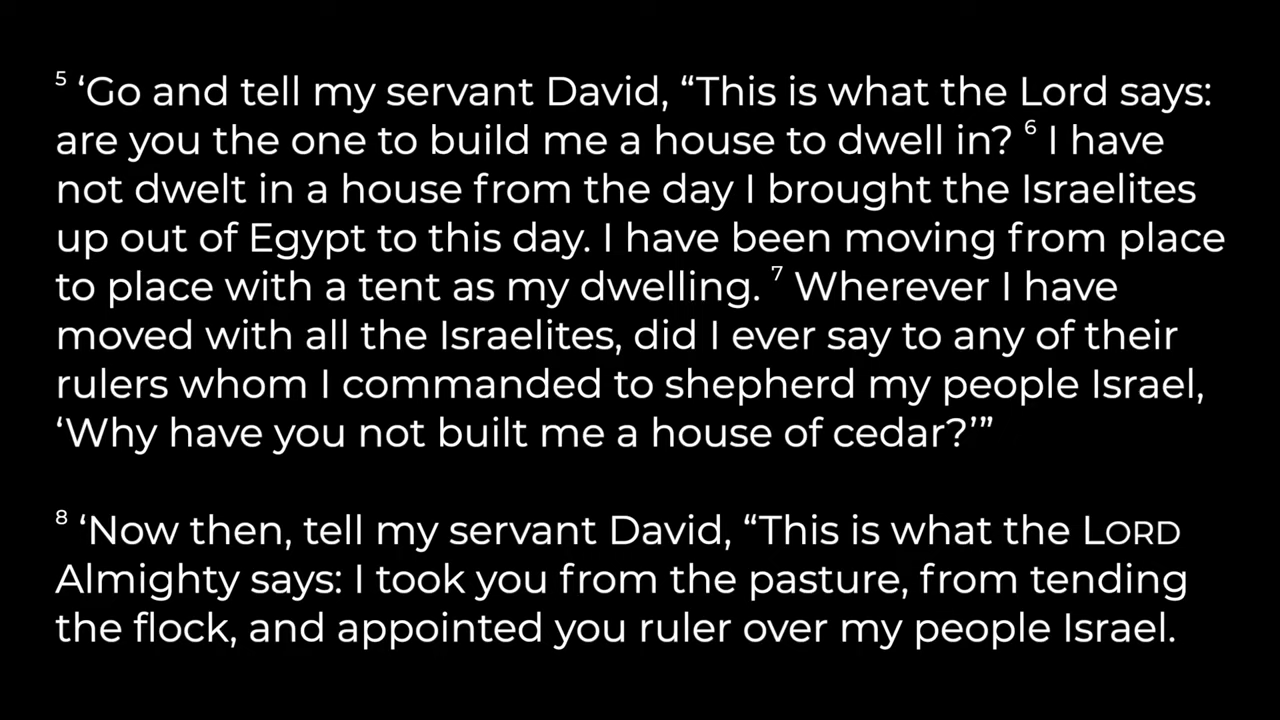 ⁵ ‘Go and tell my servant David, “This is what the Lord says:
are you the one to build me a house to dwell in? ⁶ I have
not dwelt in a house from the day I brought the Israelites
up out of Egypt to this day. I have been moving from place
to place with a tent as my dwelling. ⁷ Wherever I have
moved with all the Israelites, did I ever say to any of their
rulers whom I commanded to shepherd my people Israel,
‘Why have you not built me a house of cedar?’”
⁸ ‘Now then, tell my servant David, “This is what the LORD
Almighty says: I took you from the pasture, from tending
the flock, and appointed you ruler over my people Israel.